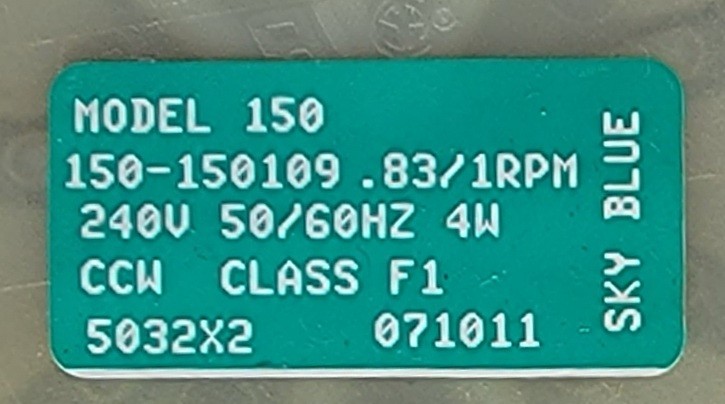 MODEL 150
150-150109 .83/1RPM
240V 50/60HZ 4W
CCW CLASS F1
5032X2 071011
SKY BLUE